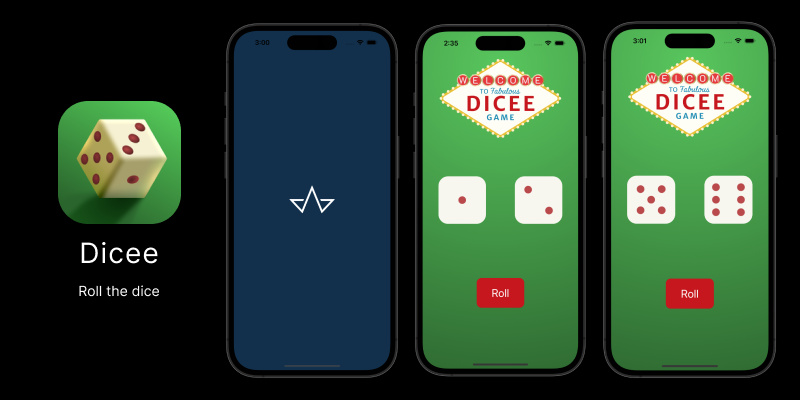 Dicee
Roll the dice
3:00
2:35
WELCOME
TO Fabulous
DICEE
GAME
Roll
3:01
WELCOME
TO Fabulous
DICEE
GAME
Roll